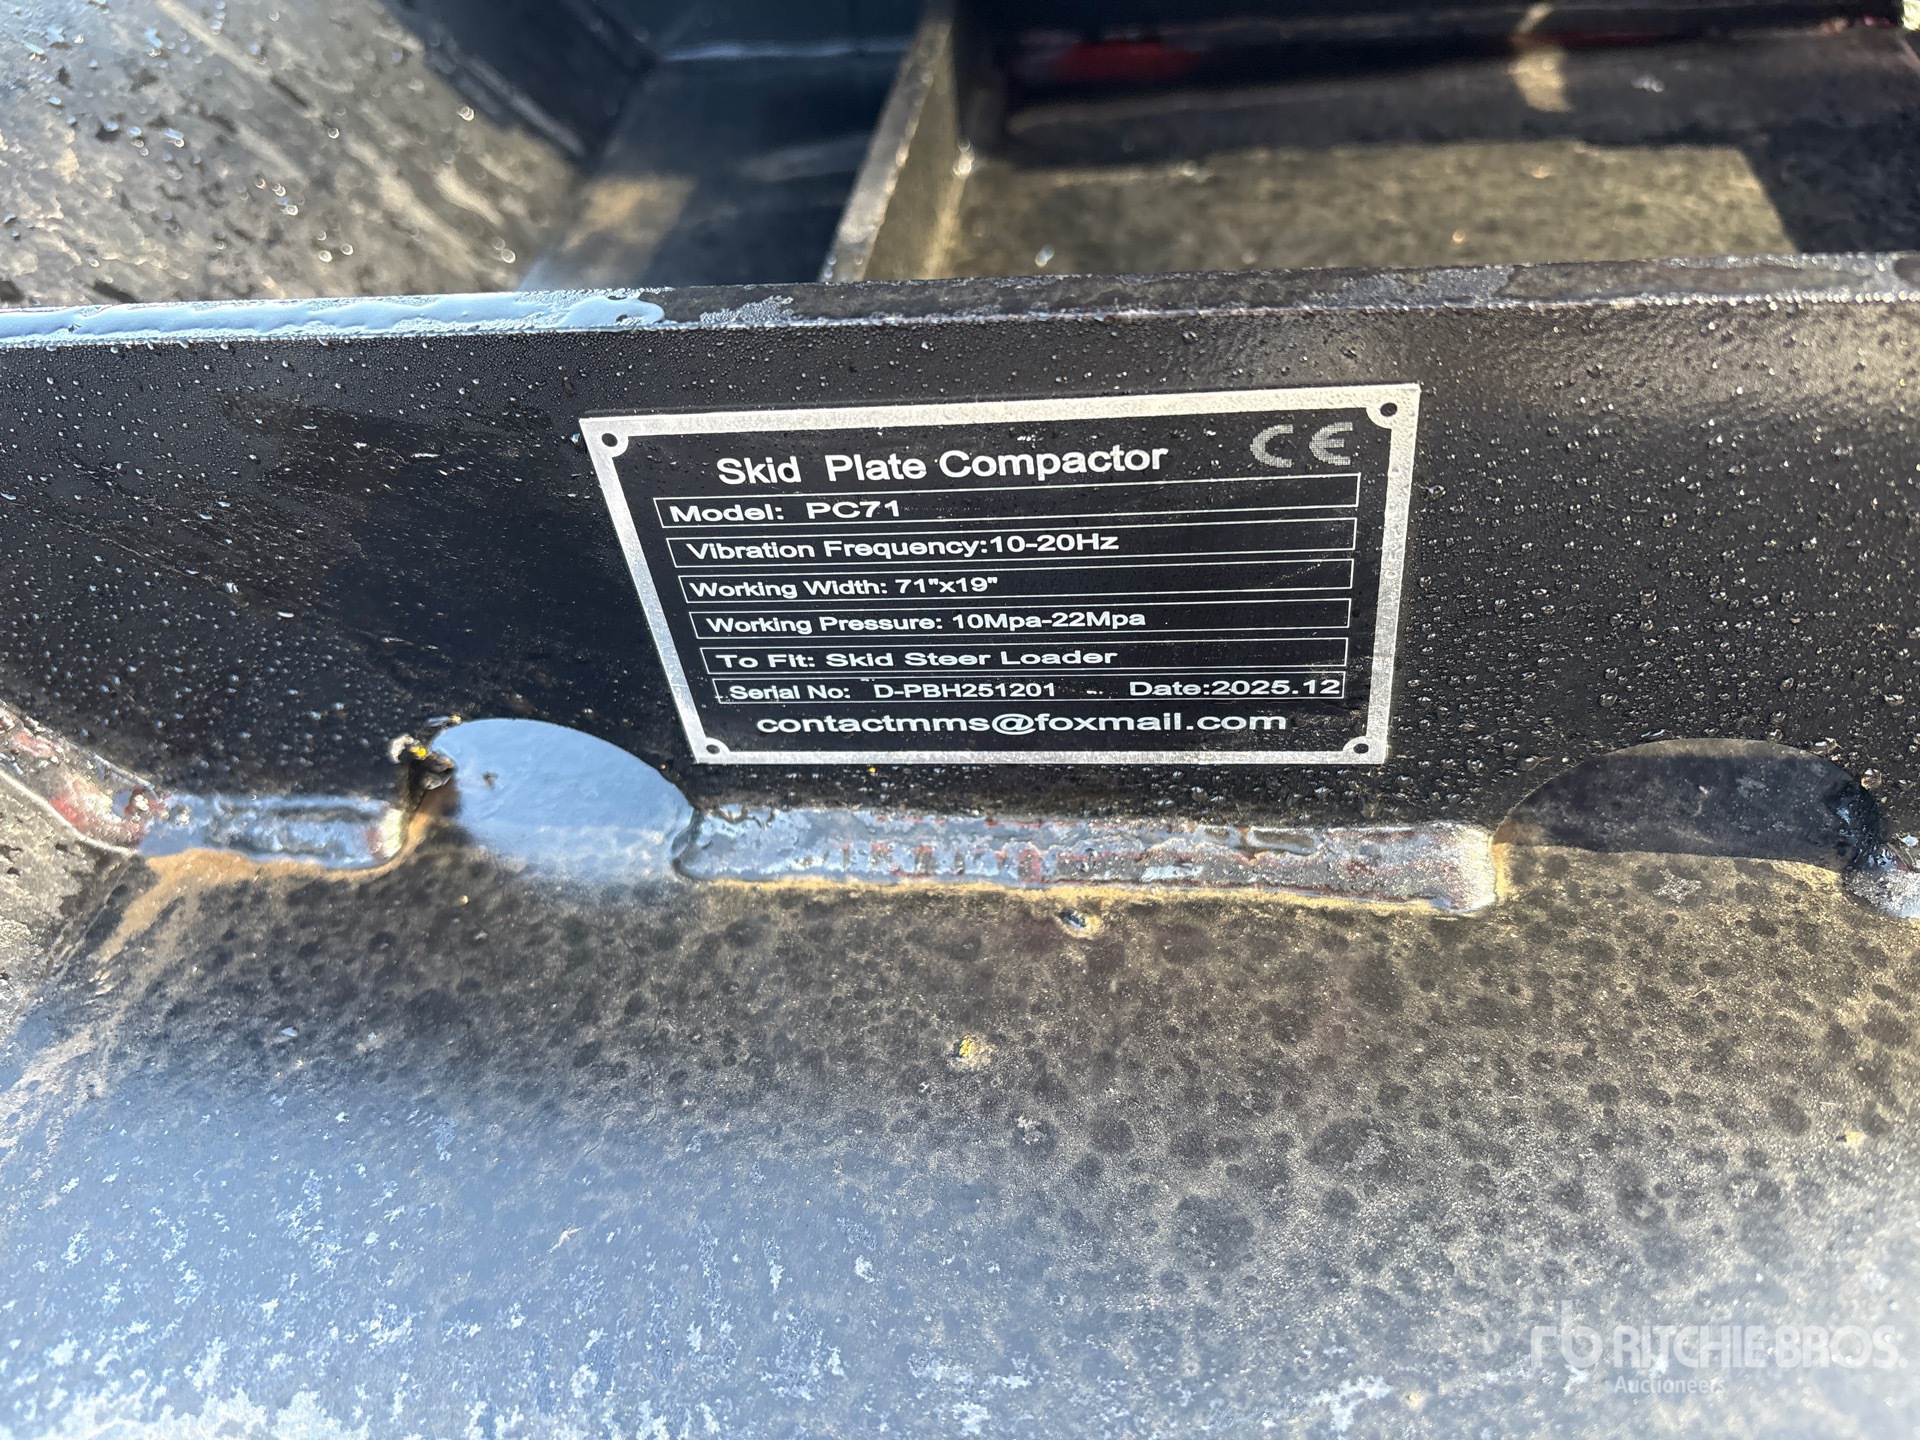 Skid Plate Compactor CE
Model: PC71
Vibration Frequency:10-20Hz
Working Width: 71"x19"
Working Pressure: 10Mpa-22Mpa
To Fit: Skid Steer Loader
Serial No: D-PBH251201 Date:2025.12
contactmms@foxmail.com
rb RITCHIE BROS.
Auctioneers